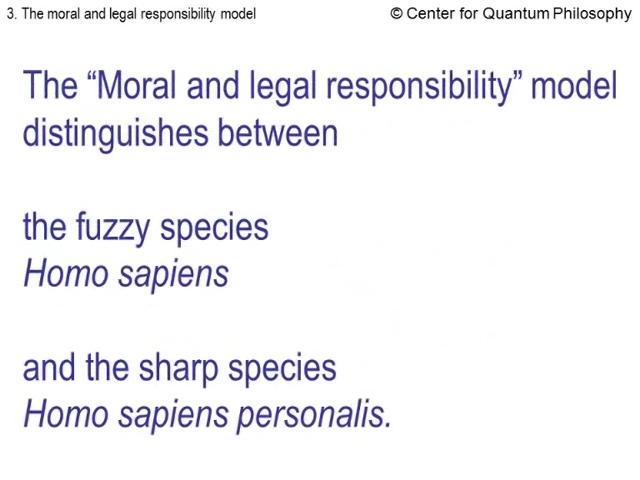 3. The moral and legal responsibility model
© Center for Quantum Philosophy
The “Moral and legal responsibility” model
distinguishes between
the fuzzy species
Homo sapiens
and the sharp species
Homo sapiens personalis.